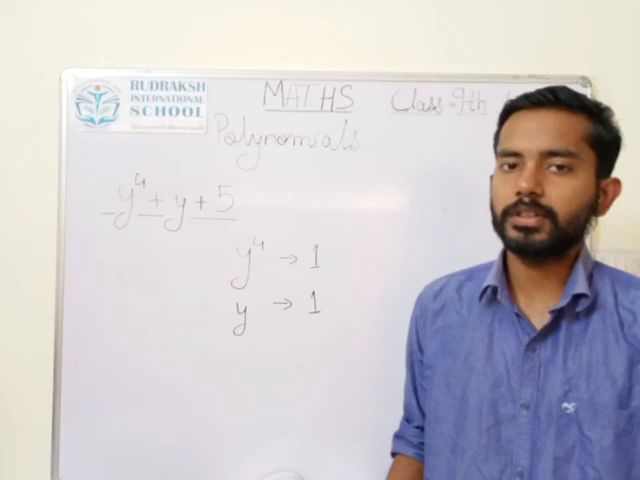 RUDRAKSH
INTERNATIONAL
SCHOOL
MATHS Class-9th
Polynomials
y⁴ + y + 5
y⁴ → 1
y → 1